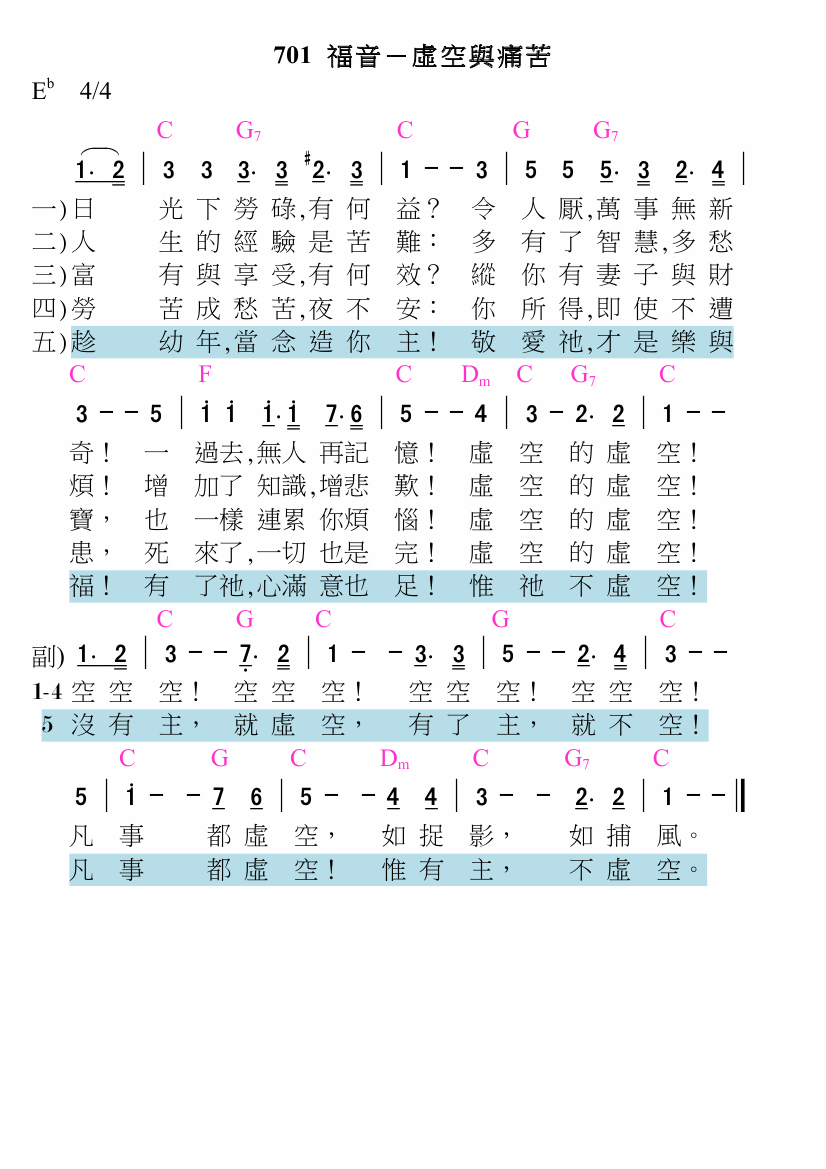 701 福音－虛空與痛苦
E♭ 4/4
C G7 C G G7
1· 2 | 3 3 3· 3 #2· 3 | 1 － － 3 | 5 5 5· 3 2· 4 |
一)日 光 下 勞 碌,有 何 益？ 令 人 厭,萬 事 無 新
二)人 生 的 經 驗 是 苦 難： 多 有 了 智 慧,多 愁
三)富 有 與 享 受,有 何 效？ 縱 你 有 妻 子 與 財
四)勞 苦 成 愁 苦,夜 不 安： 你 所 得,即 使 不 遭
五)趁 幼 年,當 念 造 你 主！ 敬 愛 祂,才 是 樂 與
C F C Dm C G7 C
3 － － 5 | i i i· i 7· 6 | 5 － － 4 | 3 － 2· 2 | 1 － －
奇！ 一 過去,無人 再記 憶！ 虛 空 的 虛 空！
煩！ 增 加了 知識,增悲 歎！ 虛 空 的 虛 空！
寶， 也 一樣 連累 你煩 惱！ 虛 空 的 虛 空！
患， 死 來了,一切 也是 完！ 虛 空 的 虛 空！
福！ 有 了祂,心滿 意也 足！ 惟 祂 不 虛 空！
C G C G C
副) 1· 2 | 3 － － 7· 2 | 1 － － 3· 3 | 5 － － 2· 4 | 3 － －
1-4 空 空 空！ 空 空 空！ 空 空 空！ 空 空 空！
5 沒 有 主， 就 虛 空， 有 了 主， 就 不 空！
C G C Dm C G7 C
5 | i － － 7 6 | 5 － － 4 4 | 3 － － 2· 2 | 1 － － ‖
凡 事 都 虛 空， 如 捉 影， 如 捕 風。
凡 事 都 虛 空！ 惟 有 主， 不 虛 空。